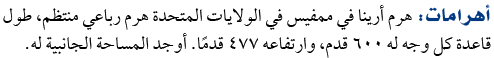 أهرامات: هرم أرينا في ممفيس في الولايات المتحدة هرم رباعي منتظم، طول
قاعدة كل وجه له ٦٠٠ قدم، وارتفاعه ٤٧٧ قدمًا. أوجد المساحة الجانبية له.